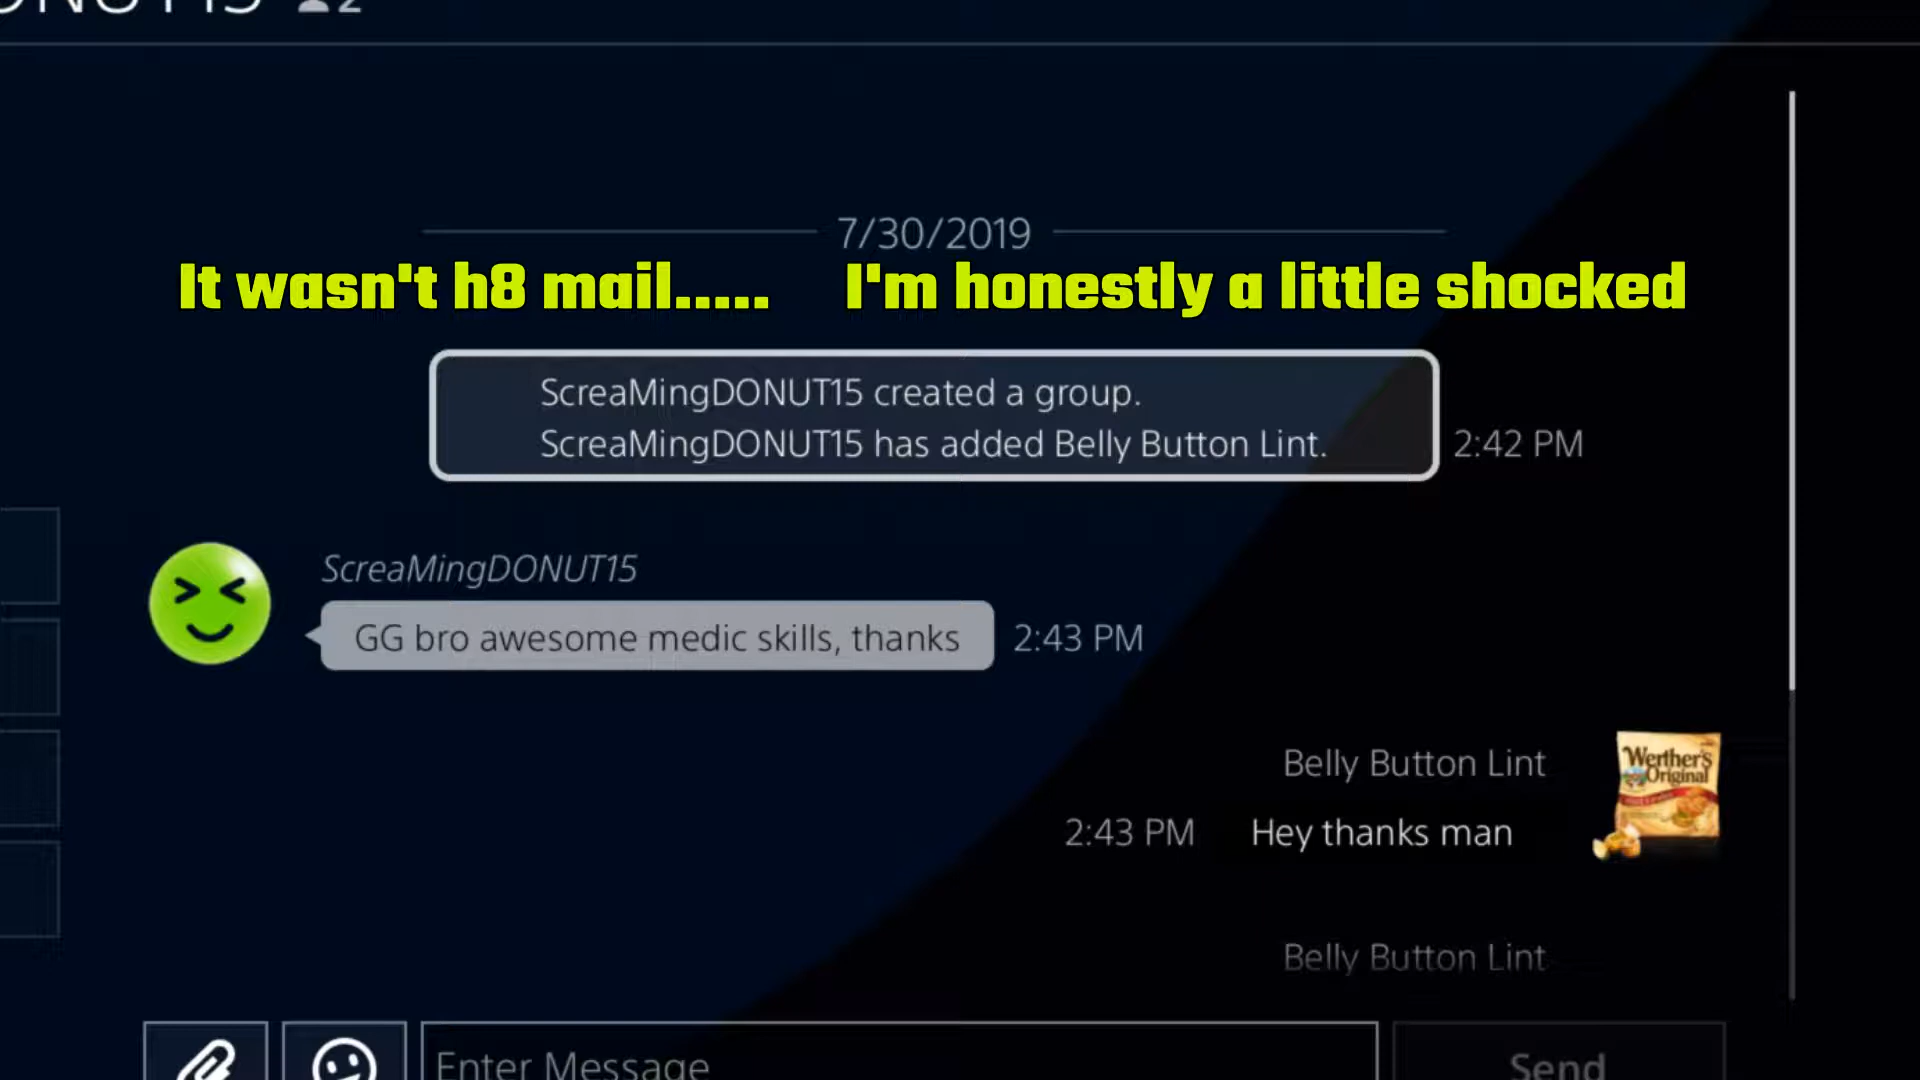 2
7/30/2019
It wasn't h8 mail..... I'm honestly a little shocked
ScreaMingDONUT15 created a group.
ScreaMingDONUT15 has added Belly Button Lint.
2:42 PM
ScreaMingDONUT15
GG bro awesome medic skills, thanks
2:43 PM
Belly Button Lint
Werther's
Original
2:43 PM
Hey thanks man
Belly Button Lint
Enter Message
Send